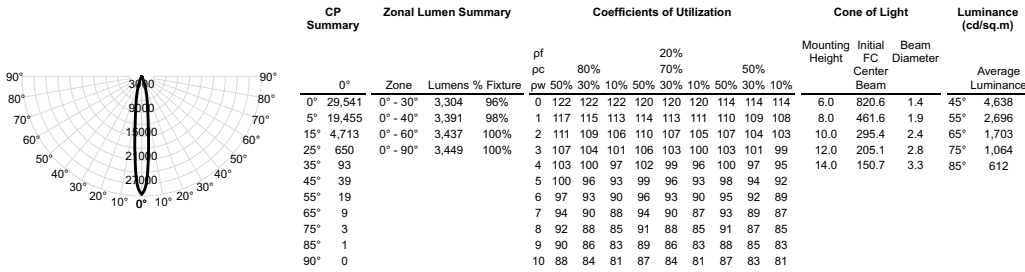 CP Summary Zonal Lumen Summary Coefficients of Utilization Cone of Light Luminance (cd/sq.m)
ρf 20% Mounting Height Initial FC Center Beam Beam Diameter
ρc 80% 70% 50%
0° Zone Lumens % Fixture ρw 50% 30% 10% 50% 30% 10% 50% 30% 10% Average Luminance
0° 29,541 0° - 30° 3,304 96% 0 122 122 122 120 120 120 114 114 114 6.0 820.6 1.4 45° 4,638
5° 19,455 0° - 40° 3,391 98% 1 117 115 113 114 113 111 110 109 108 8.0 461.6 1.9 55° 2,696
15° 4,713 0° - 60° 3,437 100% 2 111 109 106 110 107 105 107 104 103 10.0 295.4 2.4 65° 1,703
25° 650 0° - 90° 3,449 100% 3 107 104 101 106 103 100 103 101 99 12.0 205.1 2.8 75° 1,064
35° 93 4 103 100 97 102 99 96 100 97 95 14.0 150.7 3.3 85° 612
45° 39 5 100 96 93 99 96 93 98 94 92
55° 19 6 97 93 90 96 93 90 95 92 89
65° 9 7 94 90 88 94 90 87 93 89 87
75° 3 8 92 88 85 91 88 85 91 87 85
85° 1 9 90 86 83 89 86 83 88 85 83
90° 0 10 88 84 81 87 84 81 87 83 81
90° 90°
3000
80° 80°
9000
70° 70°
15000
60° 60°
21000
50° 50°
27000
40° 40°
30° 20° 10° 0° 10° 20° 30°